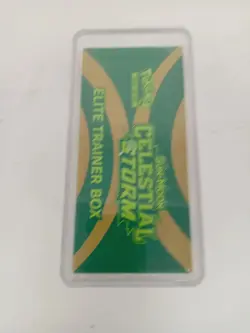 SUN & MOON
CELESTIAL
STORM
ELITE TRAINER BOX